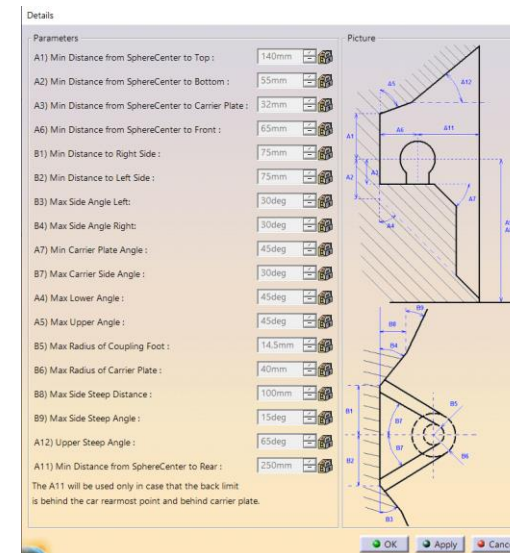 Details
Parameters
A1) Min Distance from SphereCenter to Top : 140mm
A2) Min Distance from SphereCenter to Bottom : 55mm
A3) Min Distance from SphereCenter to Carrier Plate : 32mm
A6) Min Distance from SphereCenter to Front : 65mm
B1) Min Distance to Right Side : 75mm
B2) Min Distance to Left Side : 75mm
B3) Max Side Angle Left: 30deg
B4) Max Side Angle Right: 30deg
A7) Min Carrier Plate Angle : 45deg
B7) Max Carrier Side Angle : 30deg
A4) Max Lower Angle : 45deg
A5) Max Upper Angle : 45deg
B5) Max Radius of Coupling Foot : 14.5mm
B6) Max Radius of Carrier Plate : 40mm
B8) Max Side Steep Distance : 100mm
B9) Max Side Steep Angle : 15deg
A12) Upper Steep Angle : 65deg
A11) Min Distance from SphereCenter to Rear : 250mm
The A11 will be used only in case that the back limit
is behind the car rearmost point and behind carrier plate.
Picture
A5
A12
A1
A6
A11
A2
A3
A7
A4
B9
B8
B4
B1
B5
B7
B7
B2
B6
B3
OK
Apply
Cance